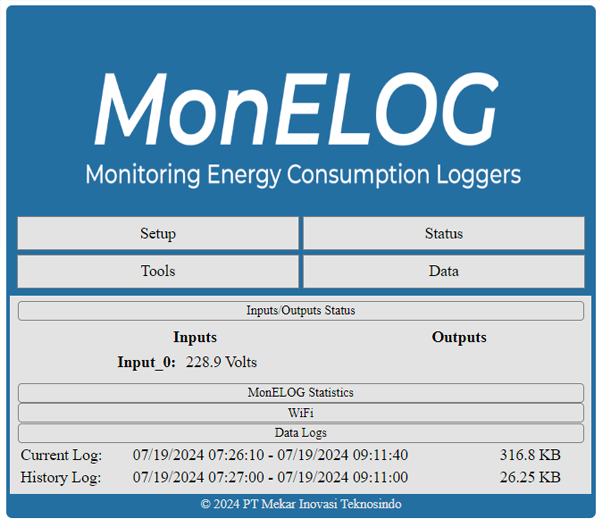 MonELOG
Monitoring Energy Consumption Loggers
Setup Status
Tools Data
Inputs/Outputs Status
Inputs Outputs
Input_0: 228.9 Volts
MonELOG Statistics
WiFi
Data Logs
Current Log: 07/19/2024 07:26:10 - 07/19/2024 09:11:40 316.8 KB
History Log: 07/19/2024 07:27:00 - 07/19/2024 09:11:00 26.25 KB
© 2024 PT Mekar Inovasi Teknosindo